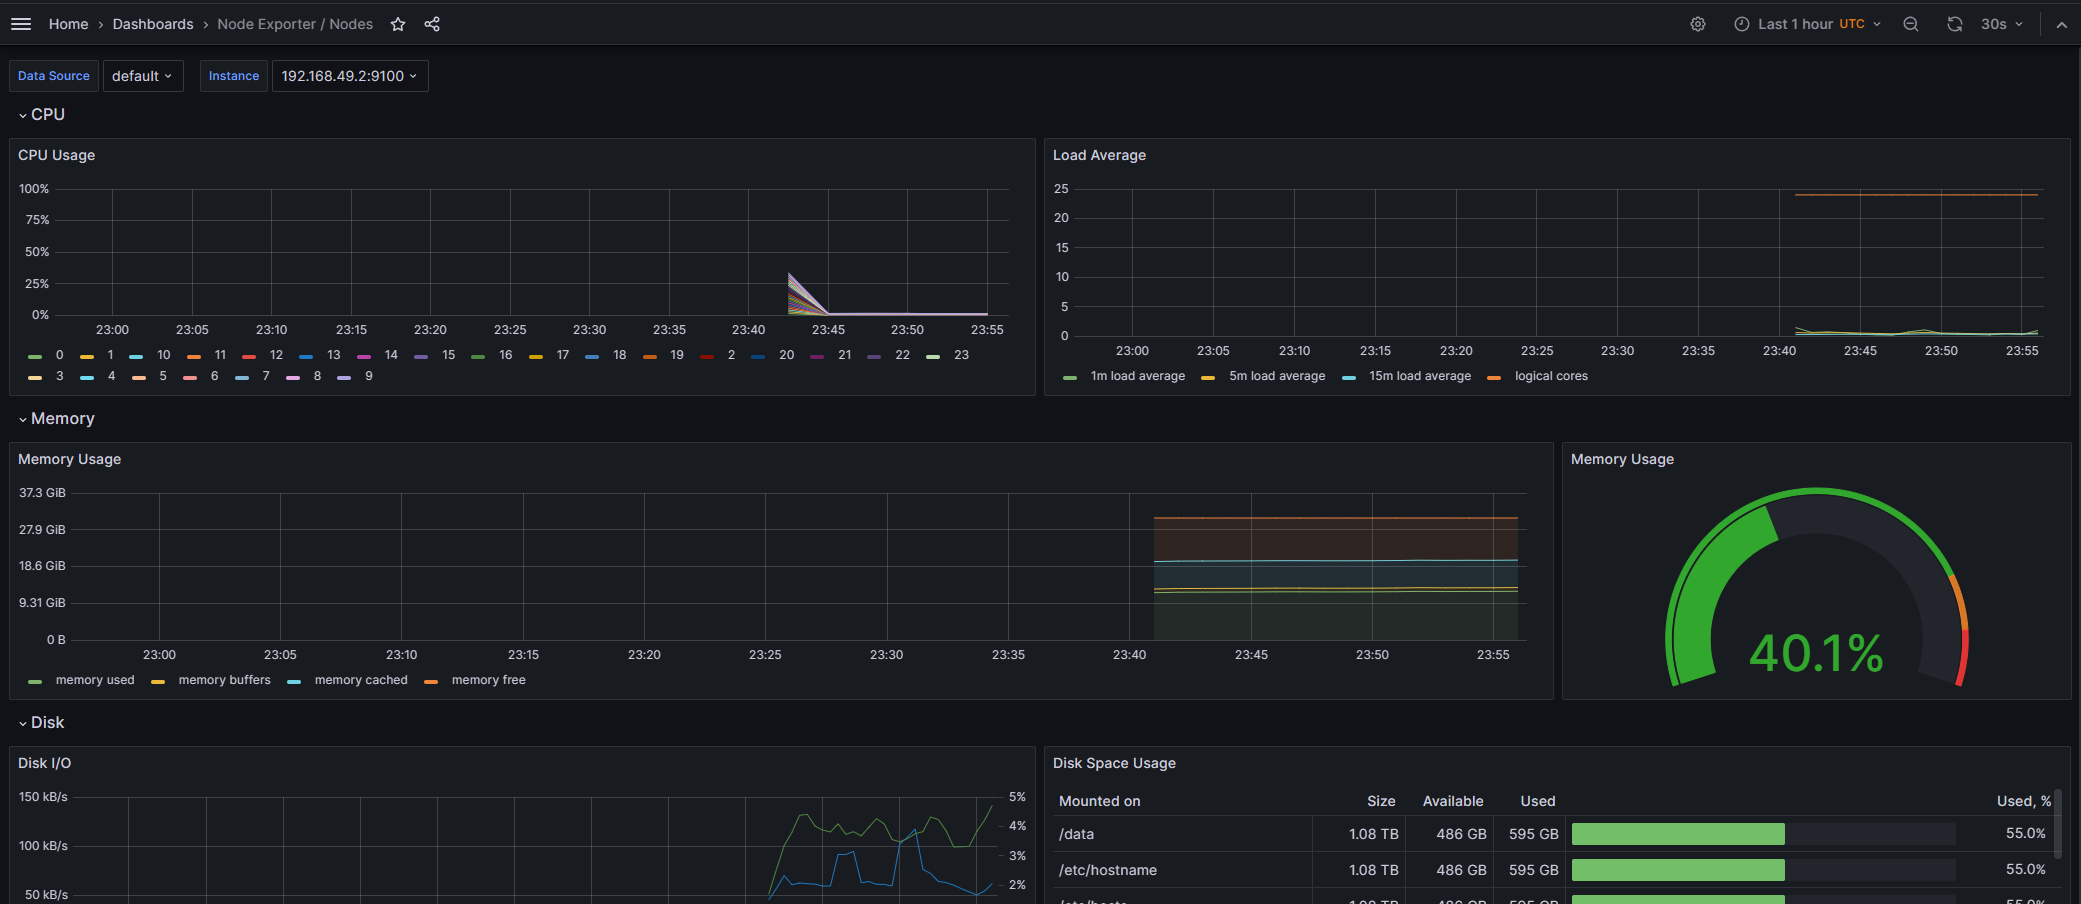 Home › Dashboards › Node Exporter / Nodes
Last 1 hour UTC
30s
Data Source default
Instance 192.168.49.2:9100
CPU
CPU Usage
100%
75%
50%
25%
0%
23:00 23:05 23:10 23:15 23:20 23:25 23:30 23:35 23:40 23:45 23:50 23:55
0 1 10 11 12 13 14 15 16 17 18 19 2 20 21 22 23
3 4 5 6 7 8 9
Load Average
25
20
15
10
5
0
23:00 23:05 23:10 23:15 23:20 23:25 23:30 23:35 23:40 23:45 23:50 23:55
1m load average 5m load average 15m load average logical cores
Memory
Memory Usage
37.3 GiB
27.9 GiB
18.6 GiB
9.31 GiB
0 B
23:00 23:05 23:10 23:15 23:20 23:25 23:30 23:35 23:40 23:45 23:50 23:55
memory used memory buffers memory cached memory free
Memory Usage
40.1%
Disk
Disk I/O
150 kB/s
100 kB/s
50 kB/s
5%
4%
3%
2%
Disk Space Usage
Mounted on Size Available Used Used, %
/data 1.08 TB 486 GB 595 GB 55.0%
/etc/hostname 1.08 TB 486 GB 595 GB 55.0%